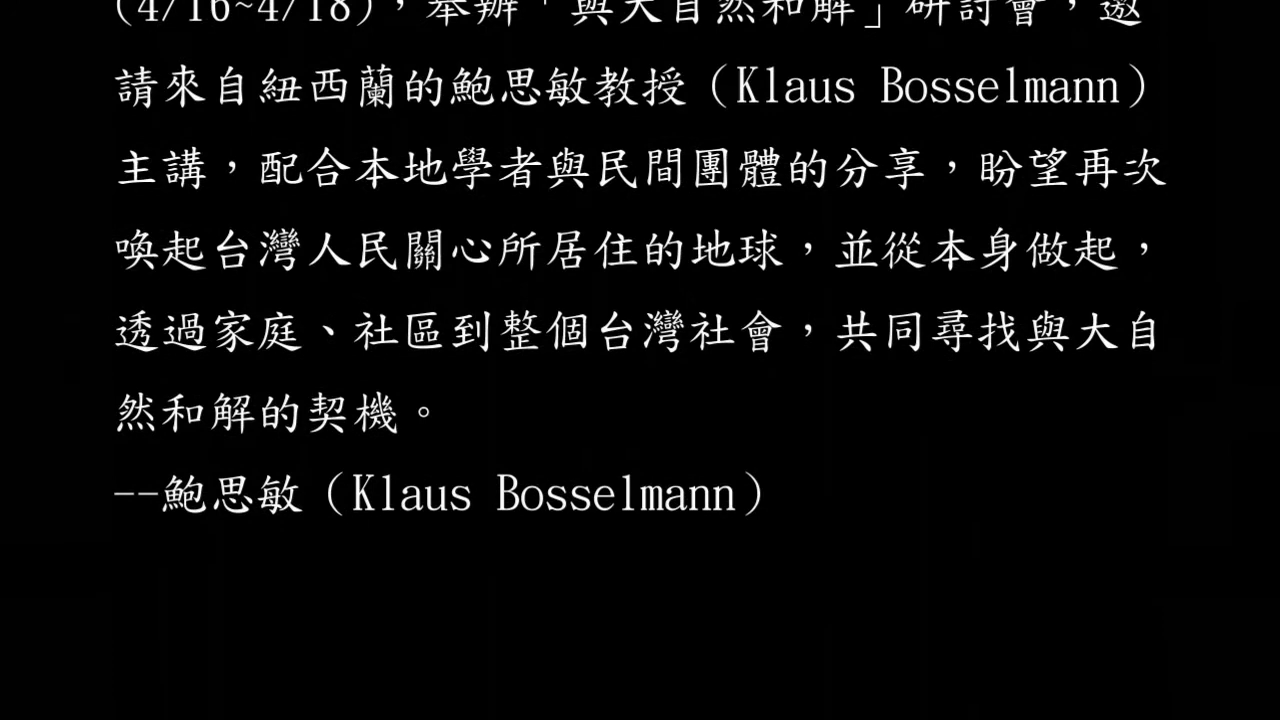 (4/16~4/18)，舉辦「與大自然和解」研討會，邀
請來自紐西蘭的鮑思敏教授（Klaus Bosselmann）
主講，配合本地學者與民間團體的分享，盼望再次
喚起台灣人民關心所居住的地球，並從本身做起，
透過家庭、社區到整個台灣社會，共同尋找與大自
然和解的契機。
--鮑思敏（Klaus Bosselmann）